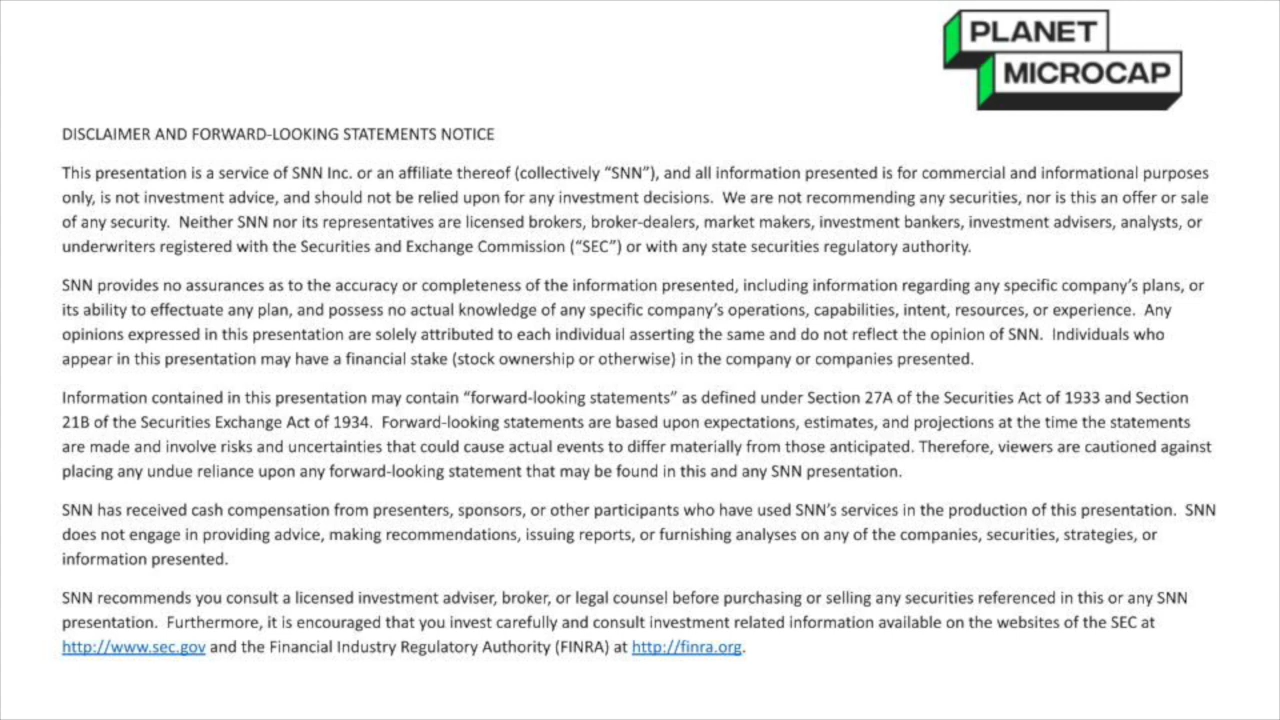 PLANET
MICROCAP
DISCLAIMER AND FORWARD-LOOKING STATEMENTS NOTICE
This presentation is a service of SNN Inc. or an affiliate thereof (collectively “SNN”), and all information presented is for commercial and informational purposes
only, is not investment advice, and should not be relied upon for any investment decisions.  We are not recommending any securities, nor is this an offer or sale
of any security.  Neither SNN nor its representatives are licensed brokers, broker-dealers, market makers, investment bankers, investment advisers, analysts, or
underwriters registered with the Securities and Exchange Commission (“SEC”) or with any state securities regulatory authority.
SNN provides no assurances as to the accuracy or completeness of the information presented, including information regarding any specific company’s plans, or
its ability to effectuate any plan, and possess no actual knowledge of any specific company’s operations, capabilities, intent, resources, or experience.  Any
opinions expressed in this presentation are solely attributed to each individual asserting the same and do not reflect the opinion of SNN.  Individuals who
appear in this presentation may have a financial stake (stock ownership or otherwise) in the company or companies presented.
Information contained in this presentation may contain “forward-looking statements” as defined under Section 27A of the Securities Act of 1933 and Section
21B of the Securities Exchange Act of 1934.  Forward-looking statements are based upon expectations, estimates, and projections at the time the statements
are made and involve risks and uncertainties that could cause actual events to differ materially from those anticipated. Therefore, viewers are cautioned against
placing any undue reliance upon any forward-looking statement that may be found in this and any SNN presentation.
SNN has received cash compensation from presenters, sponsors, or other participants who have used SNN’s services in the production of this presentation.  SNN
does not engage in providing advice, making recommendations, issuing reports, or furnishing analyses on any of the companies, securities, strategies, or
information presented.
SNN recommends you consult a licensed investment adviser, broker, or legal counsel before purchasing or selling any securities referenced in this or any SNN
presentation.  Furthermore, it is encouraged that you invest carefully and consult investment related information available on the websites of the SEC at
http://www.sec.gov and the Financial Industry Regulatory Authority (FINRA) at http://finra.org.